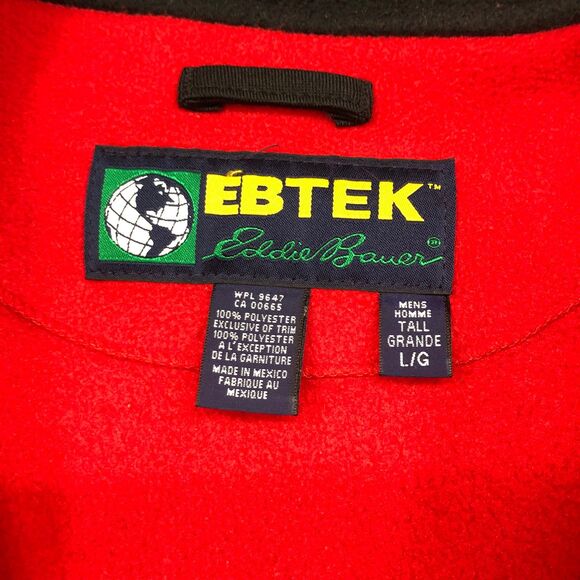 EBTEK™
Eddie Bauer®
WPL 9647
CA 00665
100% POLYESTER
EXCLUSIVE OF TRIM
100% POLYESTER
A L'EXCEPTION
DE LA GARNITURE
MADE IN MEXICO
FABRIQUE AU
MEXIQUE
MENS
HOMME
TALL
GRANDE
L/G